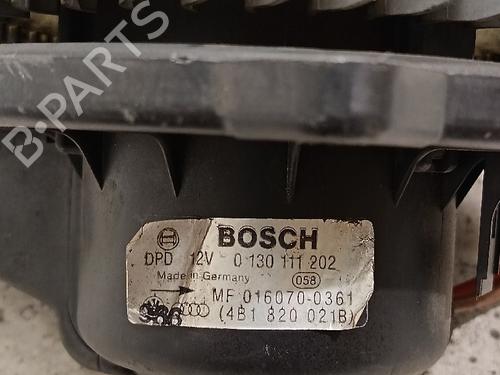 B·PARTS
BOSCH
DPD 12V 0 130 111 202
Made in Germany 058
MF 016070-0361
(4B1 820 021B)